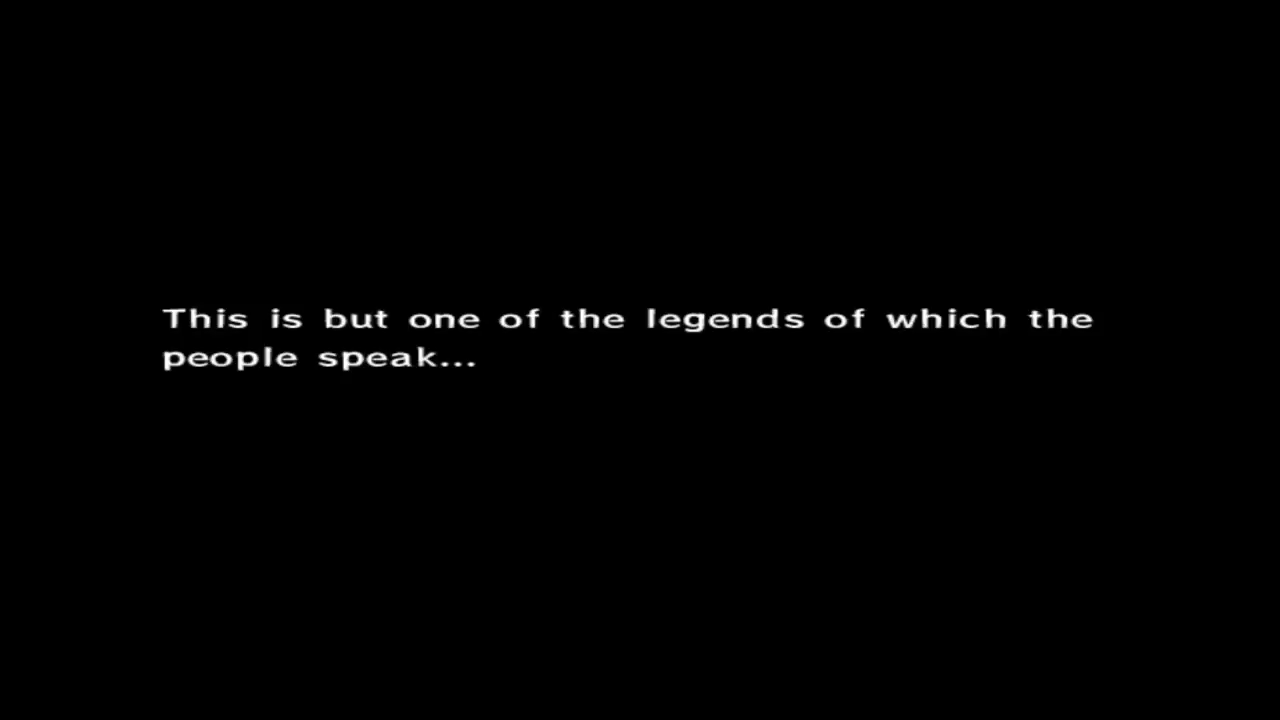 This is but one of the legends of which the
people speak...